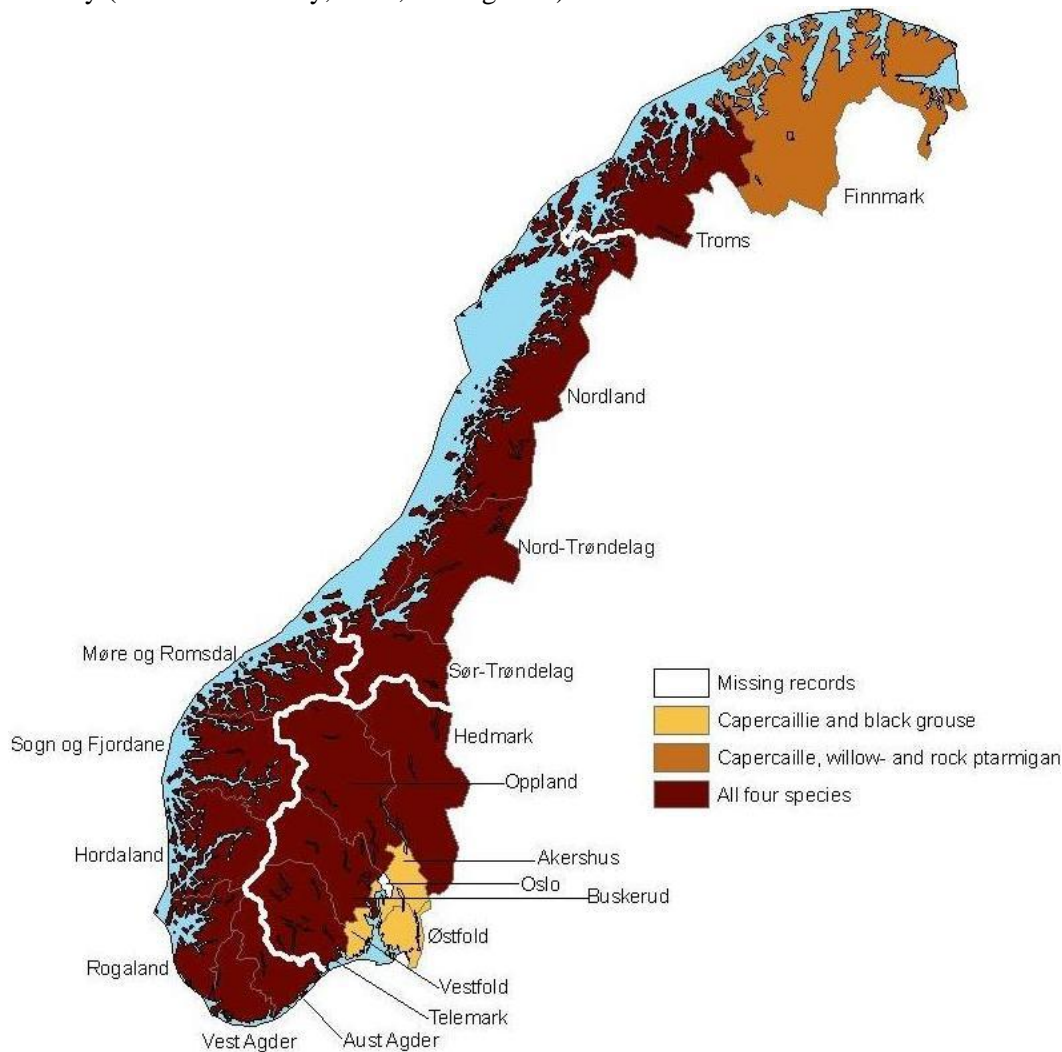 Finnmark
Troms
Nordland
Nord-Trøndelag
Møre og Romsdal
Sør-Trøndelag
Missing records
Capercaillie and black grouse
Sogn og Fjordane
Hedmark
Capercaille, willow- and rock ptarmigan
Oppland
All four species
Hordaland
Akershus
Oslo
Buskerud
Østfold
Rogaland
Vestfold
Telemark
Vest Agder
Aust Agder